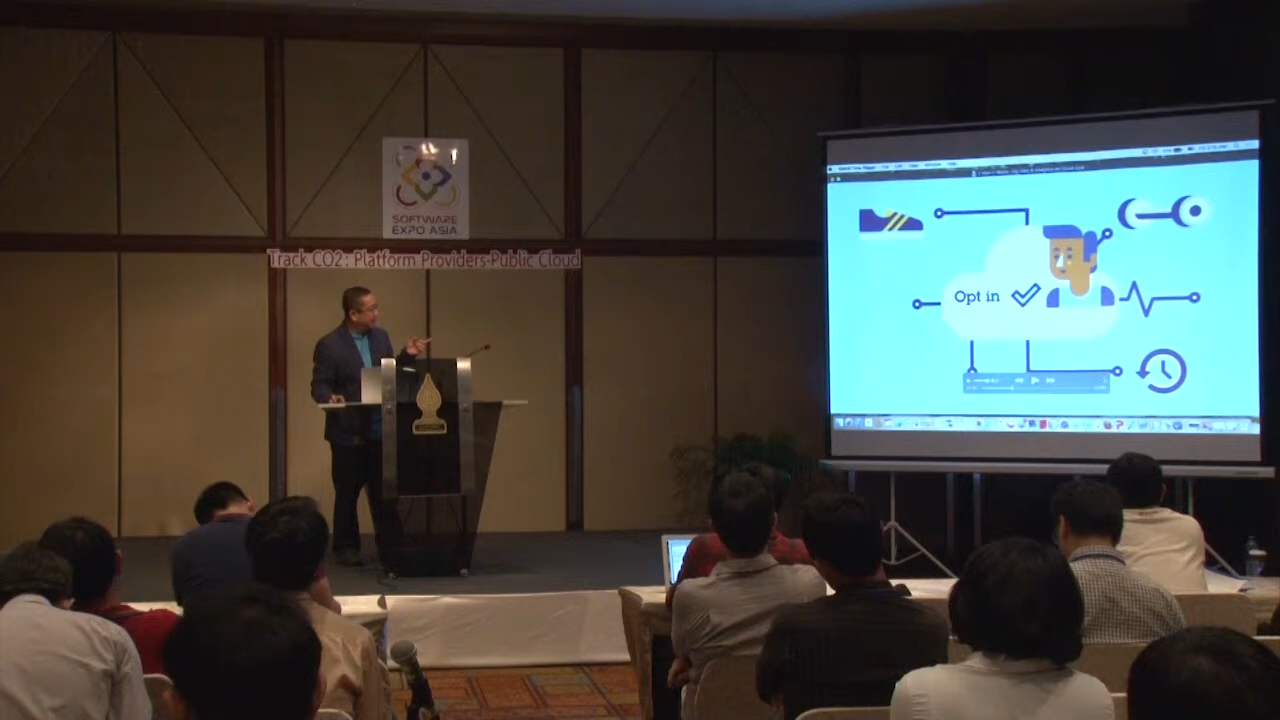 SOFTWARE
EXPO ASIA
Track CO2: Platform Providers-Public Cloud
Opt in